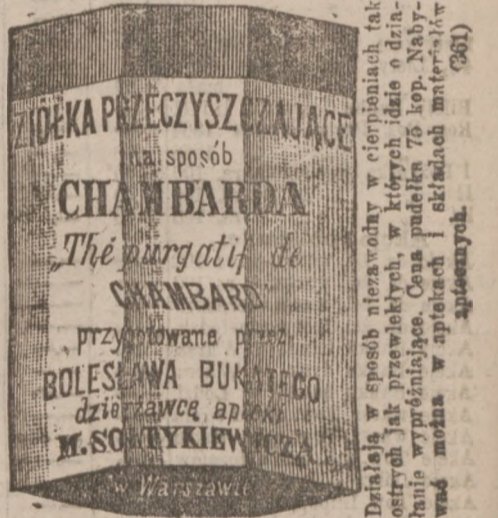 ZIÓŁKA PRZECZYSZCZAJĄCE
na sposób
CHAMBARDA
„Thé purgatif de
CHAMBARD”
przygotowane przez
BOLESŁAWA BUKATEGO
dzierżawcę apteki
M. SOŁTYKIEWICZA
w Warszawie
Działają w sposób niezawodny w cierpieniach tak
ostrych jak przewlekłych, w których idzie o dzia-
łanie wypróżniające. Cena pudełka 75 kop. Naby-
wać można w aptekach i składach materiałów
aptecznych. (361)